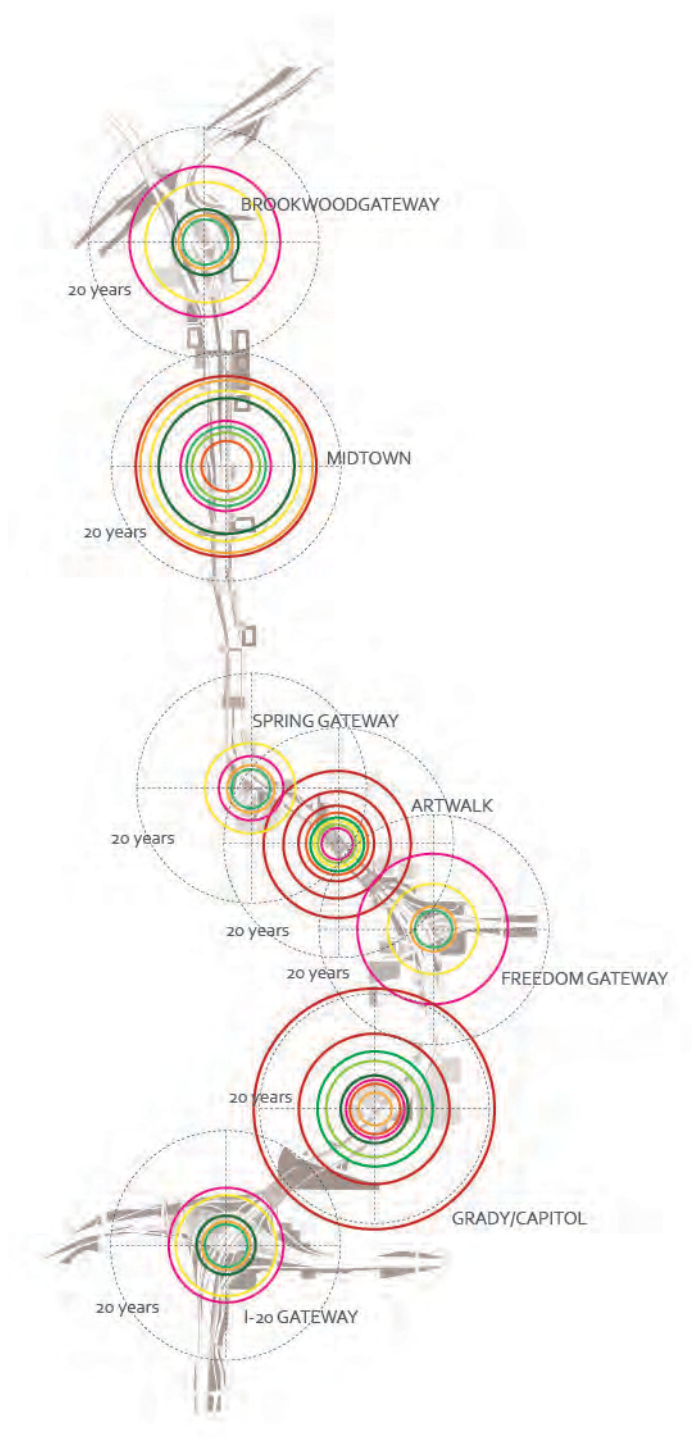 BROOKWOODGATEWAY
20 years
MIDTOWN
20 years
SPRING GATEWAY
ARTWALK
20 years
20 years
20 years
FREEDOM GATEWAY
20 years
GRADY/CAPITOL
20 years
I-20 GATEWAY